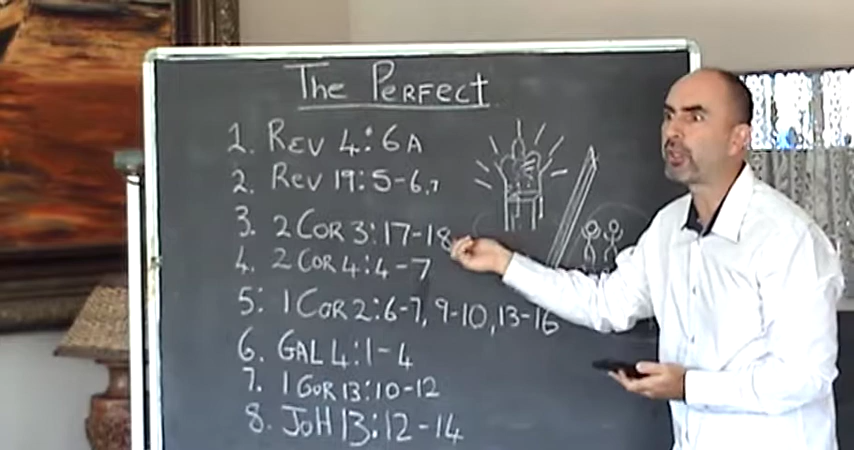 The Perfect
1. Rev 4:6A
2. Rev 19:5-6,7
3. 2 Cor 3:17-18
4. 2 Cor 4:4-7
5. 1 Cor 2:6-7, 9-10, 13-16
6. GAL 4:1-4
7. 1 Cor 13:10-12
8. JOH 13:12-14